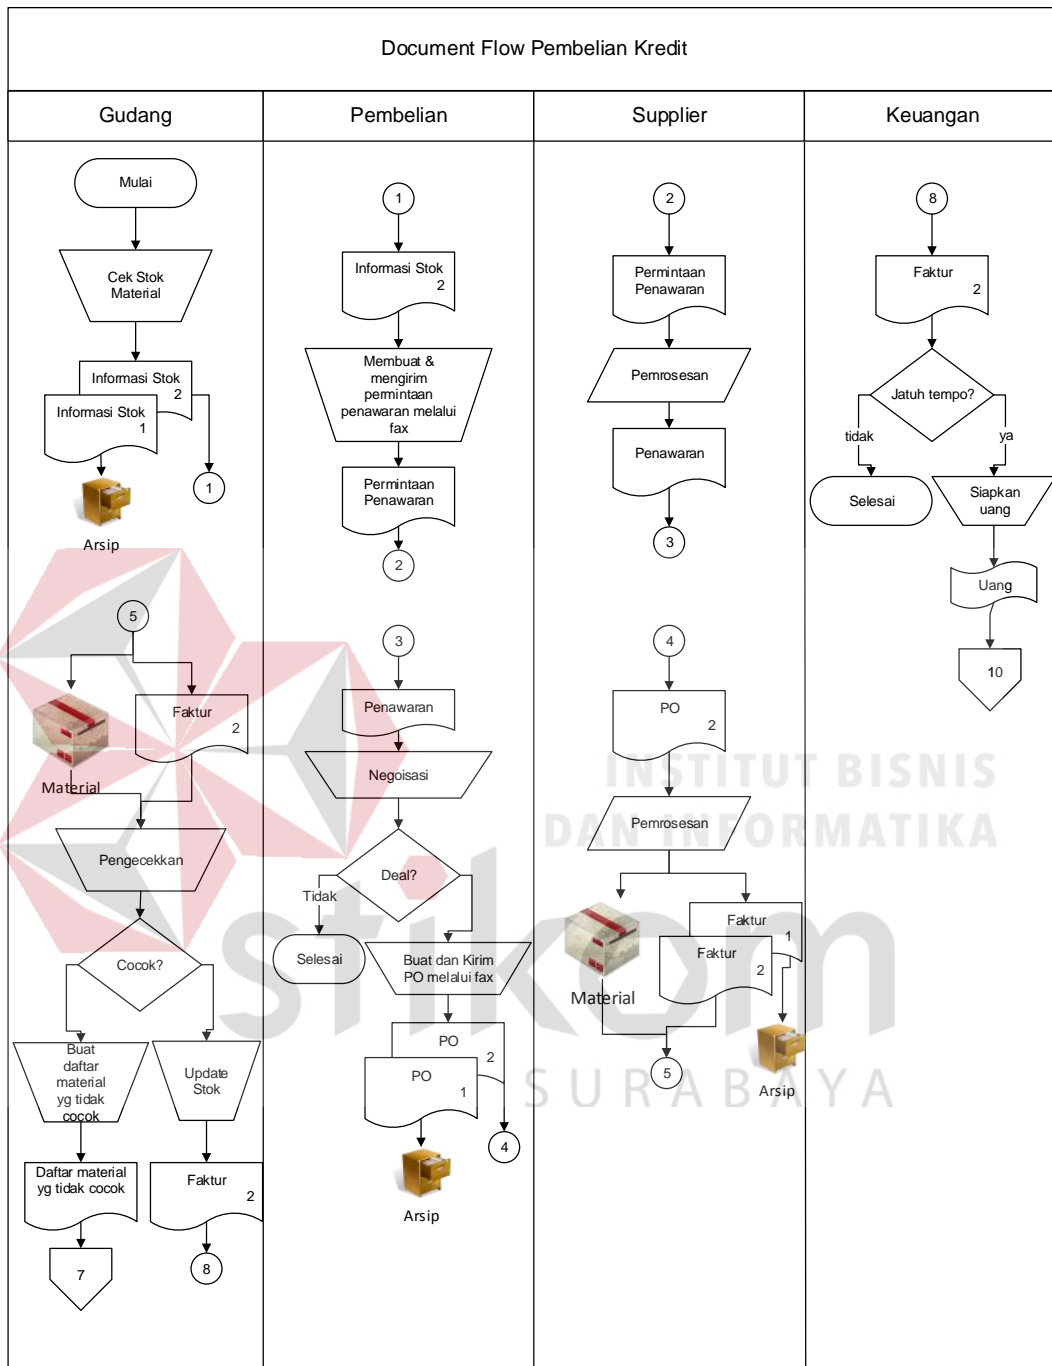 Document Flow Pembelian Kredit
Gudang
Pembelian
Supplier
Keuangan
Mulai
Cek Stok
Material
Informasi Stok
2
Informasi Stok
1
1
Arsip
5
Material
Faktur
2
Pengecekkan
Cocok?
Buat
daftar
material
yg tidak
cocok
Update
Stok
Daftar material
yg tidak cocok
Faktur
2
7
8
1
Informasi Stok
2
Membuat &
mengirim
permintaan
penawaran melalui
fax
Permintaan
Penawaran
2
3
Penawaran
Negoisasi
Deal?
Tidak
Selesai
Buat dan Kirim
PO melalui fax
PO
2
PO
1
4
Arsip
2
Permintaan
Penawaran
Pemrosesan
Penawaran
3
4
PO
2
Pemrosesan
Faktur
1
Faktur
2
Material
5
Arsip
8
Faktur
2
Jatuh tempo?
tidak
ya
Selesai
Siapkan
uang
Uang
10
INSTITUT BISNIS
DAN INFORMATIKA
stikom
SURABAYA